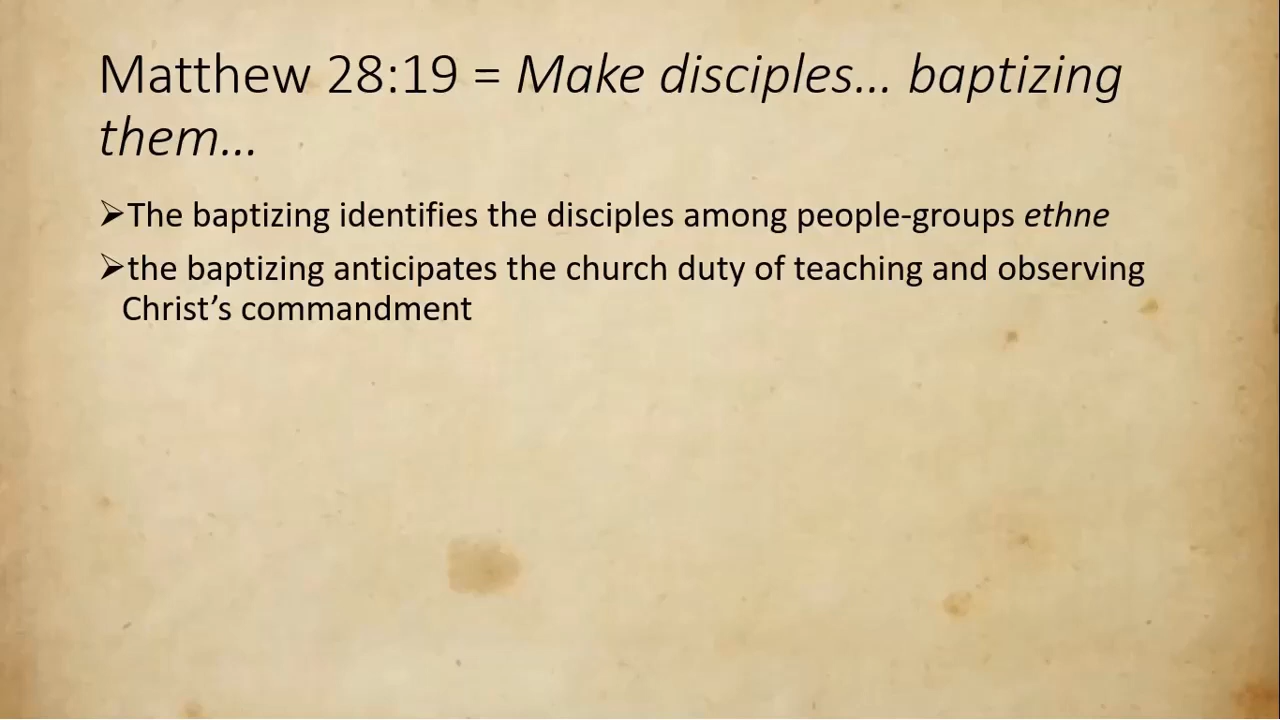 Matthew 28:19 = Make disciples… baptizing
them…
➢The baptizing identifies the disciples among people-groups ethne
➢the baptizing anticipates the church duty of teaching and observing
Christ’s commandment